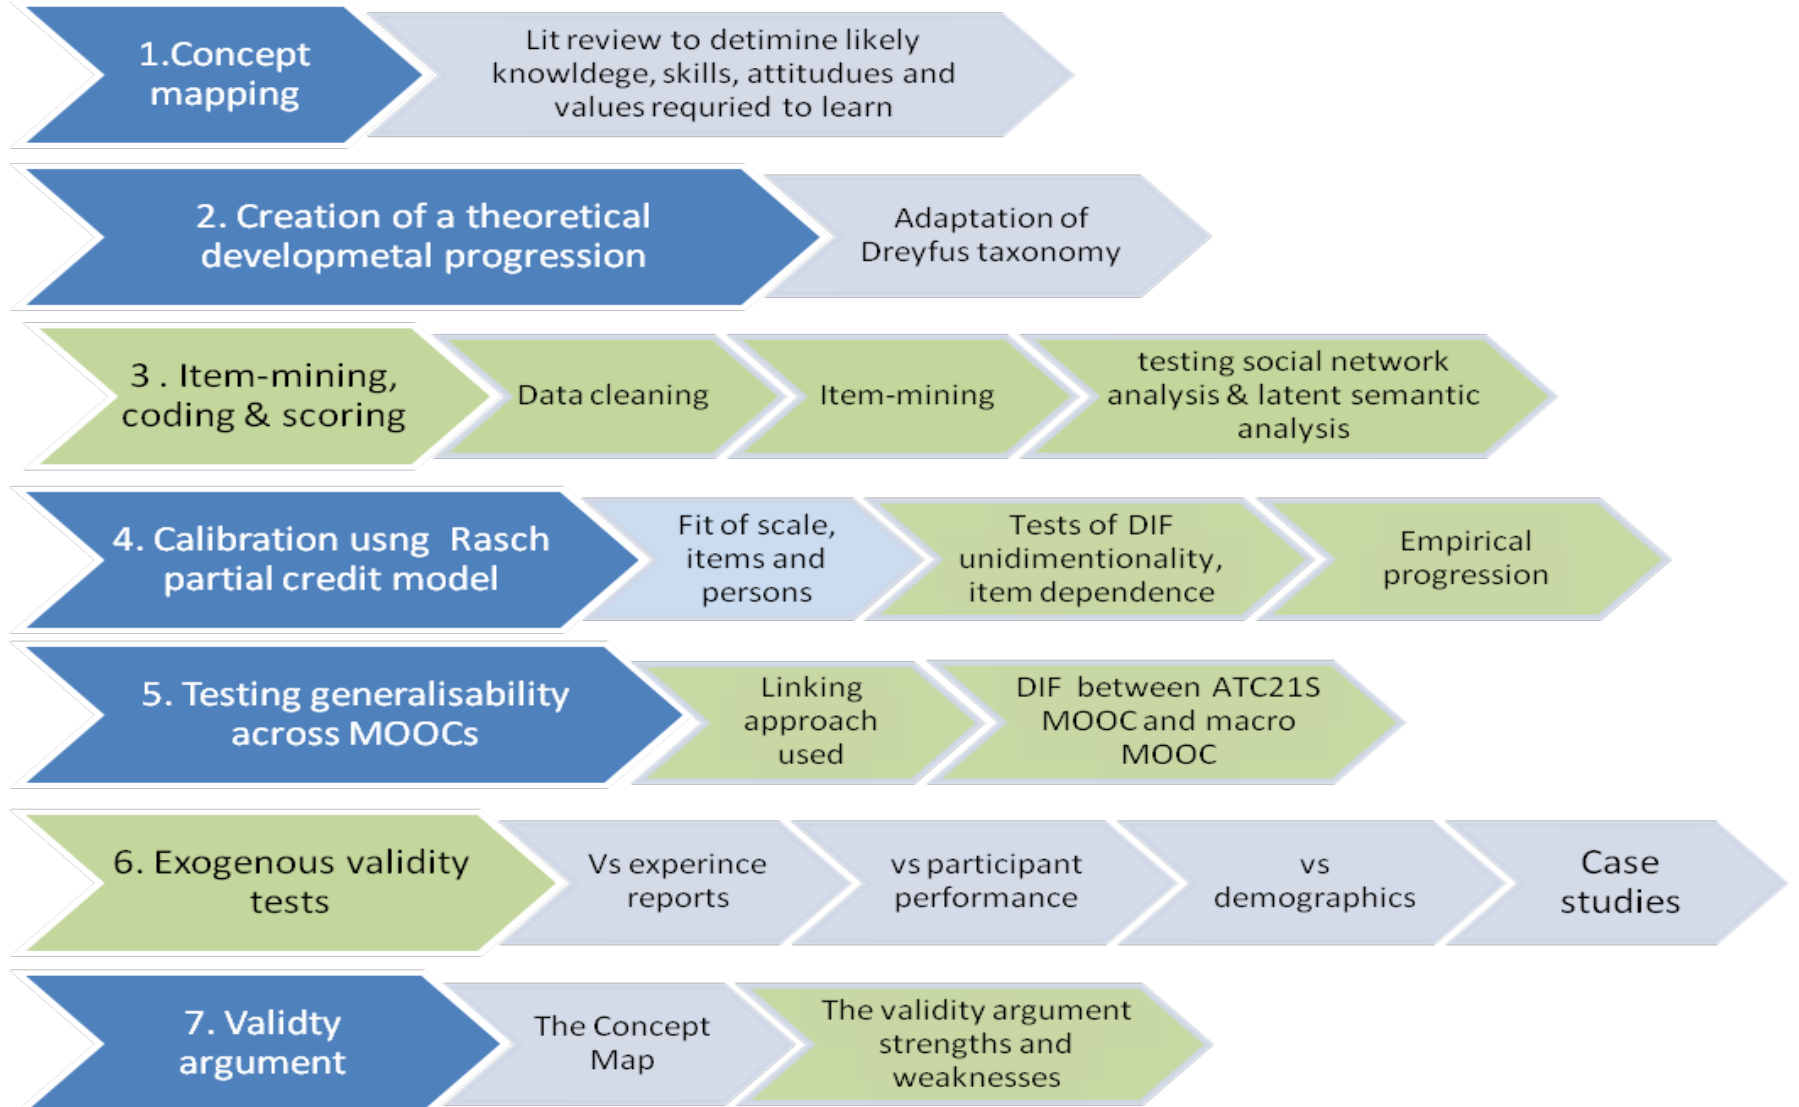 1.Concept
mapping
Lit review to detimine likely
knowldege, skills, attitudues and
values requried to learn
2. Creation of a theoretical
developmetal progression
Adaptation of
Dreyfus taxonomy
3 . Item-mining,
coding & scoring
Data cleaning
Item-mining
testing social network
analysis & latent semantic
analysis
4. Calibration usng Rasch
partial credit model
Fit of scale,
items and
persons
Tests of DIF
unidimentionality,
item dependence
Empirical
progression
5. Testing generalisability
across MOOCs
Linking
approach
used
DIF between ATC21S
MOOC and macro
MOOC
6. Exogenous validity
tests
Vs experince
reports
vs participant
performance
vs
demographics
Case
studies
7. Validty
argument
The Concept
Map
The validity argument
strengths and
weaknesses